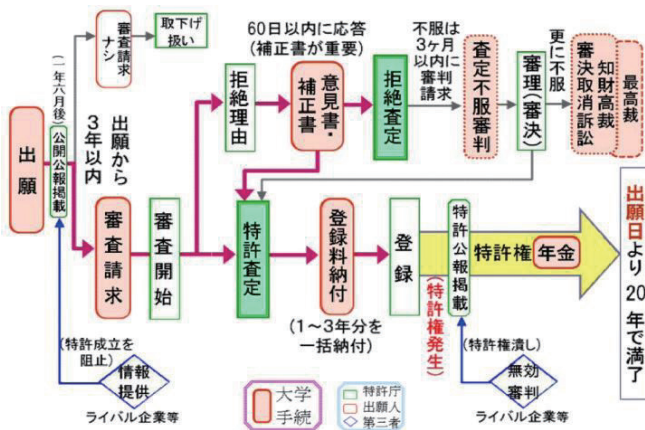 出願
(一年六月後)
公開公報掲載
審査請求
ナシ
取下げ
扱い
出願から
3年以内
審査請求
審査開始
拒絶理由
60日以内に応答
(補正書が重要)
意見書・
補正書
拒絶査定
不服は
3ヶ月
以内に
審判
請求
査定不服審判
審理(審決)
更に不服
知財高裁
審決取消訴訟
最高裁
特許査定
登録料納付
(1~3年分を
一括納付)
登録
(特許権発生)
特許公報掲載
特許権 年金
出願日より 20年で満了
(特許成立を
阻止)
情報
提供
ライバル企業等
(特許権潰し)
無効
審判
ライバル企業等
大学
手続
特許庁
出願人
第三者